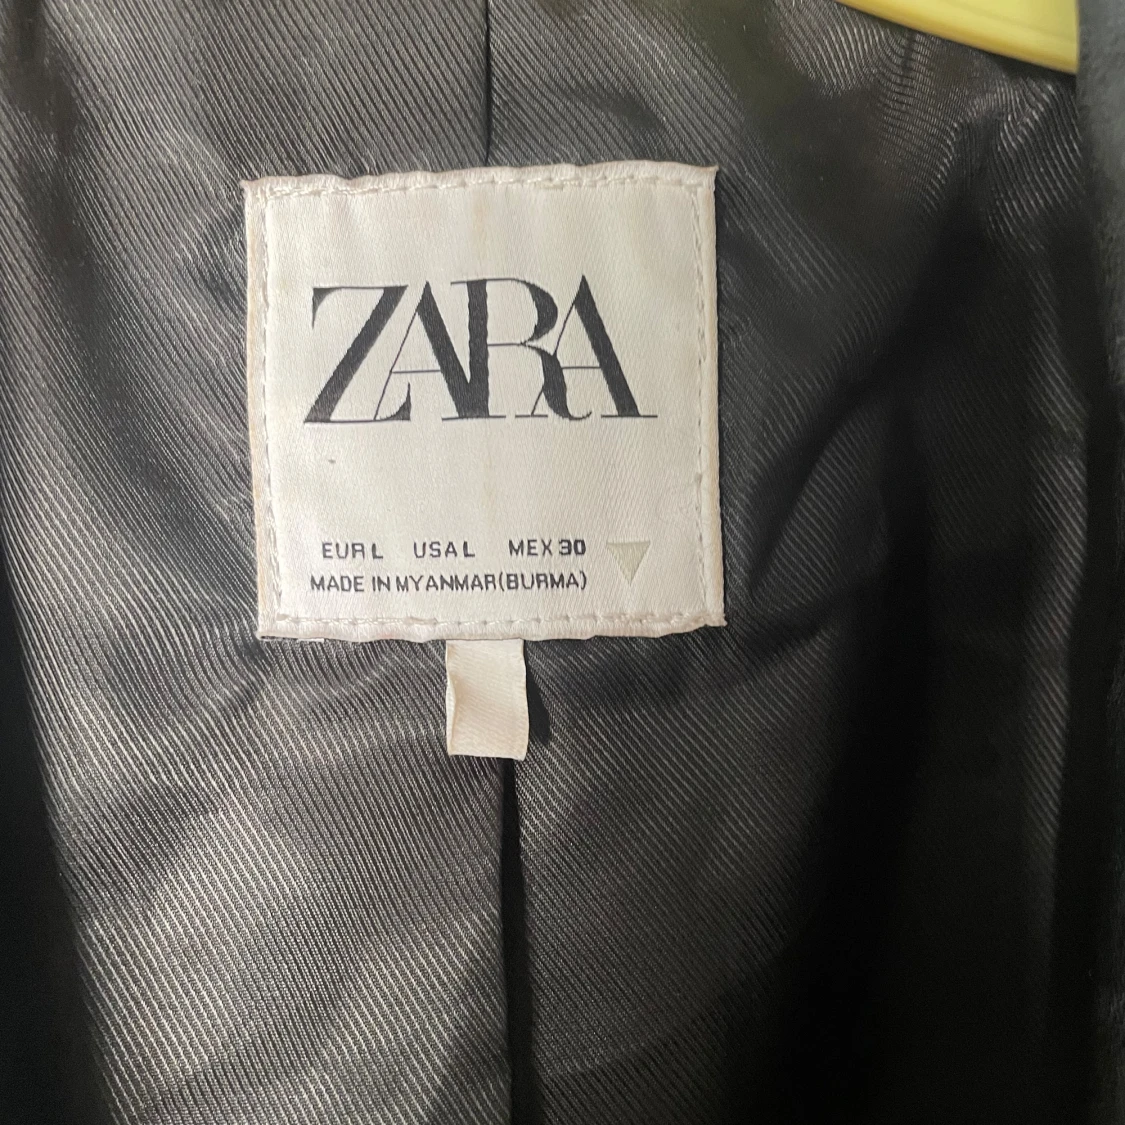 ZARA
EUR L USA L MEX 30
MADE IN MYANMAR (BURMA)